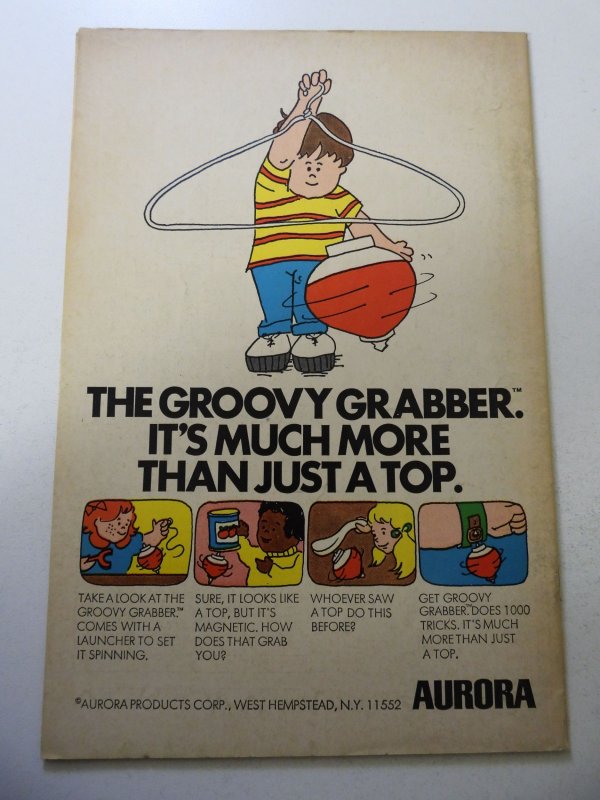 THE GROOVY GRABBER.™
IT'S MUCH MORE
THAN JUST A TOP.
TAKE A LOOK AT THE
GROOVY GRABBER.™
COMES WITH A
LAUNCHER TO SET
IT SPINNING.
SURE, IT LOOKS LIKE
A TOP, BUT IT'S
MAGNETIC. HOW
DOES THAT GRAB
YOU?
WHOEVER SAW
A TOP DO THIS
BEFORE?
GET GROOVY
GRABBER.™ DOES 1000
TRICKS. IT'S MUCH
MORE THAN JUST
A TOP.
©AURORA PRODUCTS CORP., WEST HEMPSTEAD, N.Y. 11552
AURORA